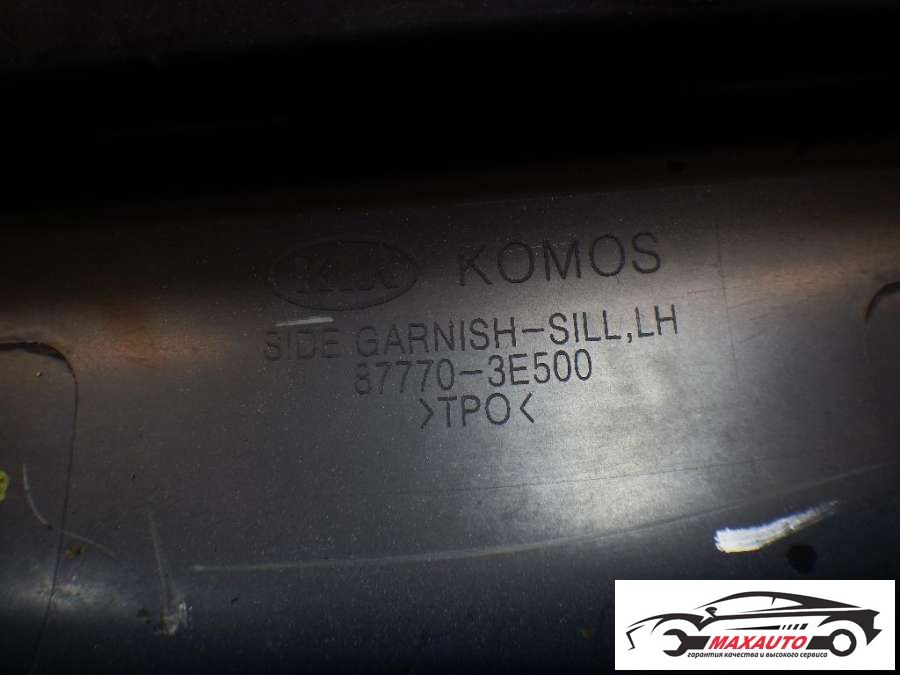 KIA KOMOS
SIDE GARNISH-SILL,LH
87770-3E500
>TPO<
MAXAUTO
гарантия качества и высокого сервиса